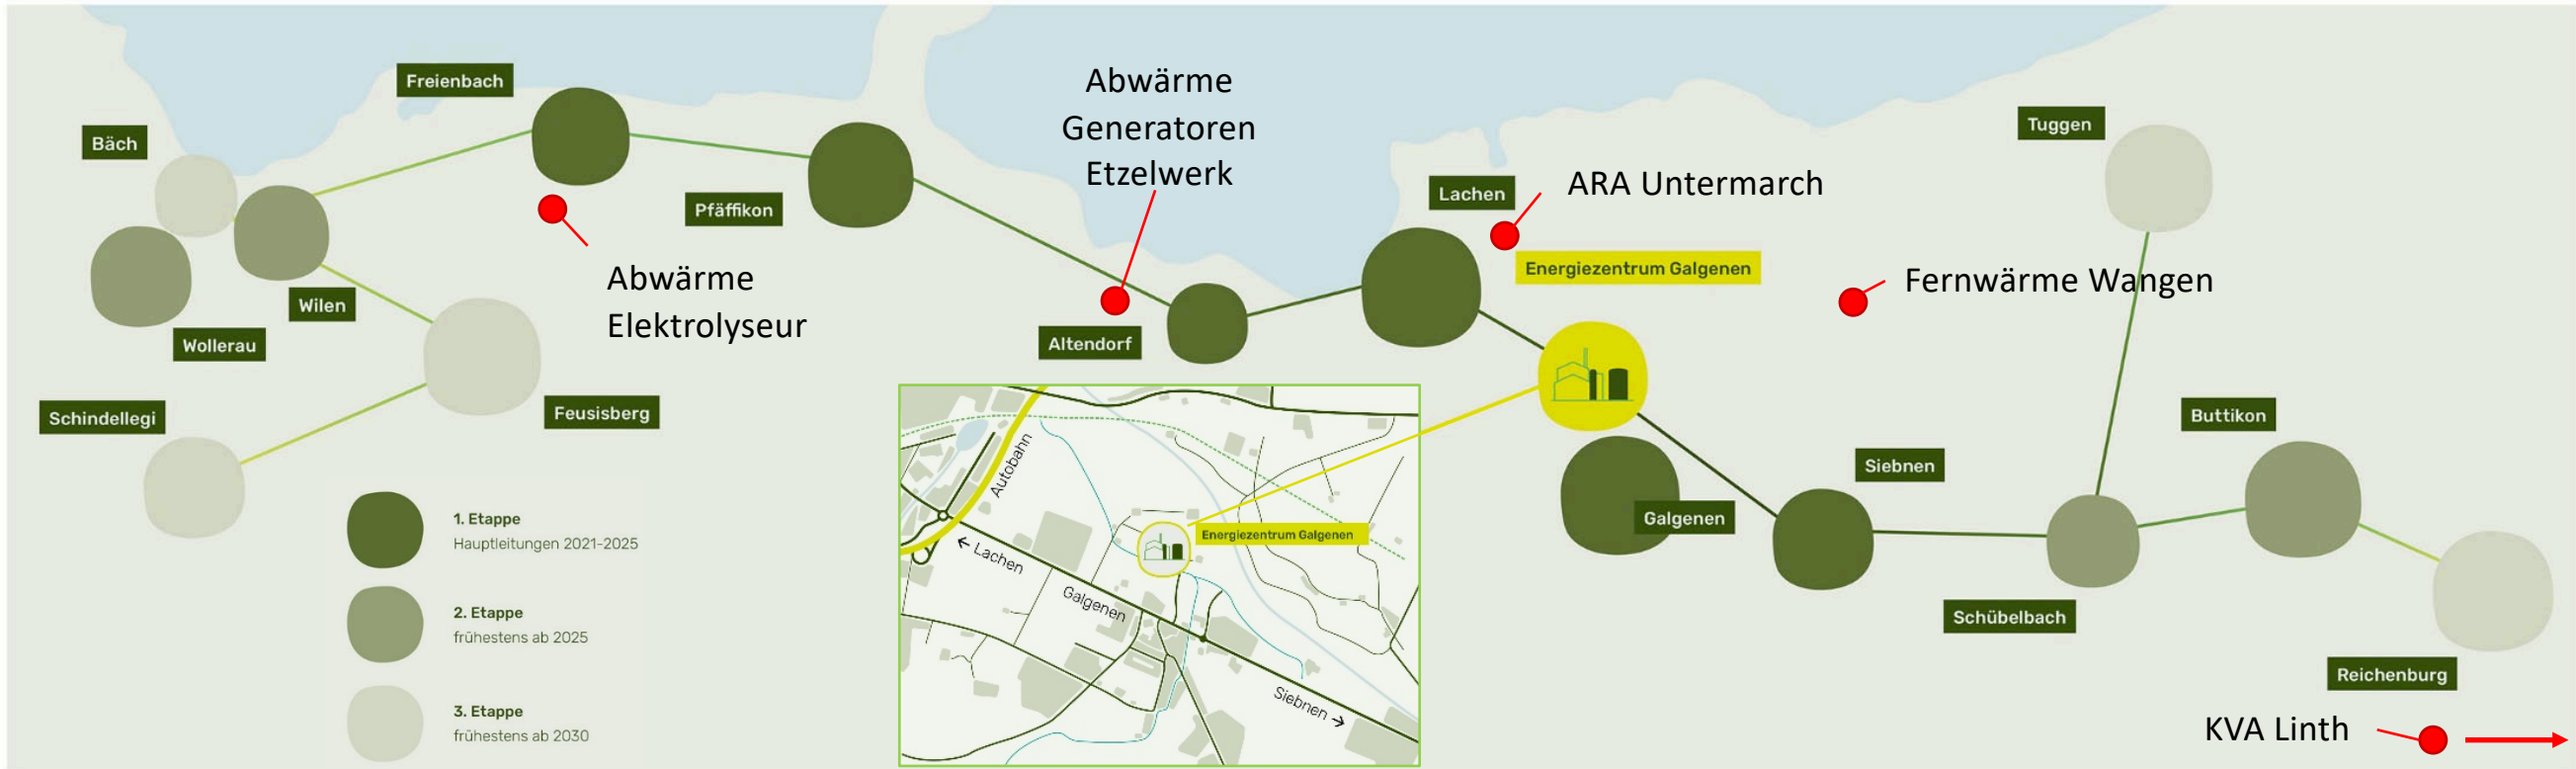 Freienbach
Bäch
Abwärme
Generatoren
Etzelwerk
Tuggen
Lachen
ARA Untermarch
Pfäffikon
Energiezentrum Galgenen
Fernwärme Wangen
Abwärme
Elektrolyseur
Wilen
Wollerau
Altendorf
Schindellegi
Feusisberg
Buttikon
Siebnen
Galgenen
Schübelbach
Reichenburg
KVA Linth
1. Etappe
Hauptleitungen 2021-2025
2. Etappe
frühestens ab 2025
3. Etappe
frühestens ab 2030
Autobahn
Energiezentrum Galgenen
← Lachen
Galgenen
Siebnen →